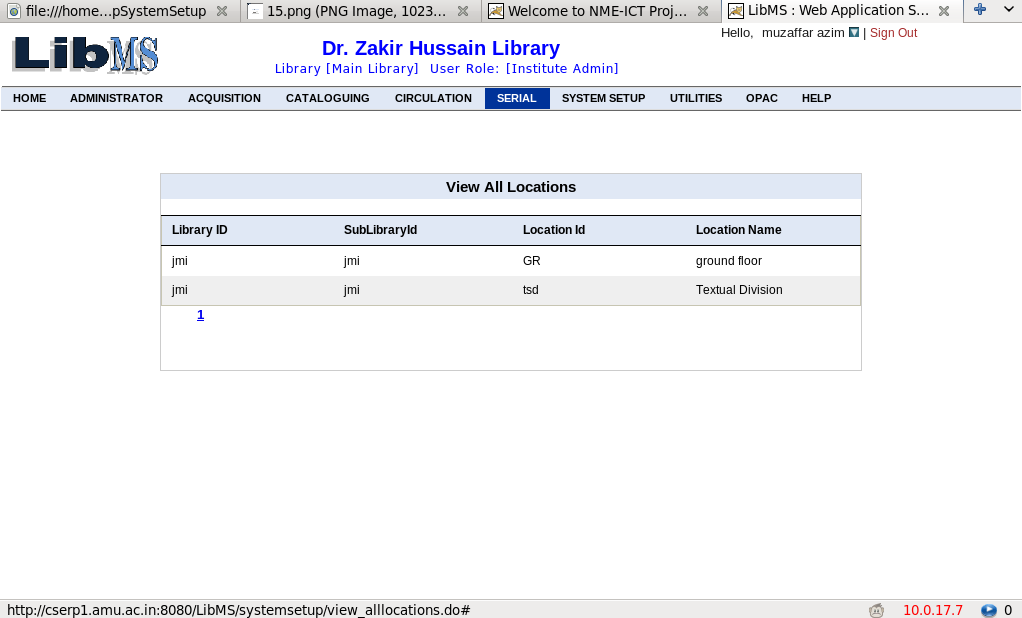 file:///home...pSystemSetup 15.png (PNG Image, 1023... Welcome to NME-ICT Proj... LibMS : Web Application S...
Hello, muzaffar azim | Sign Out
LibMS
Dr. Zakir Hussain Library
Library [Main Library] User Role: [Institute Admin]
HOME ADMINISTRATOR ACQUISITION CATALOGUING CIRCULATION SERIAL SYSTEM SETUP UTILITIES OPAC HELP
View All Locations
Library ID SubLibraryId Location Id Location Name
jmi jmi GR ground floor
jmi jmi tsd Textual Division
1
http://cserp1.amu.ac.in:8080/LibMS/systemsetup/view_alllocations.do# 10.0.17.7 0